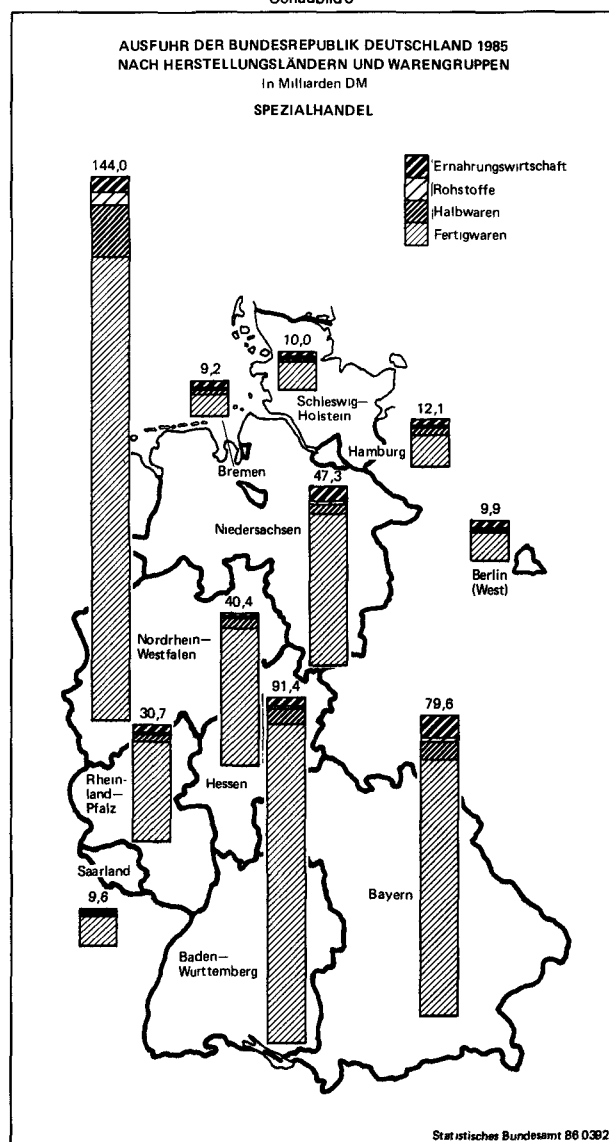 AUSFUHR DER BUNDESREPUBLIK DEUTSCHLAND 1985
NACH HERSTELLUNGSLÄNDERN UND WARENGRUPPEN
In Milliarden DM
SPEZIALHANDEL
144,0
Ernahrungswirtschaft
Rohstoffe
Halbwaren
Fertigwaren
10,0
9,2
Schleswig—
Holstein
12,1
Hamburg
Bremen
47,3
Niedersachsen
9,9
Berlin
(West)
40,4
Nordrhein—
Westfalen
91,4
79,6
30,7
Rhein-
land—
Pfalz
Hessen
Saarland
9,6
Bayern
Baden—
Wurttemberg
Statistisches Bundesamt 86 0392